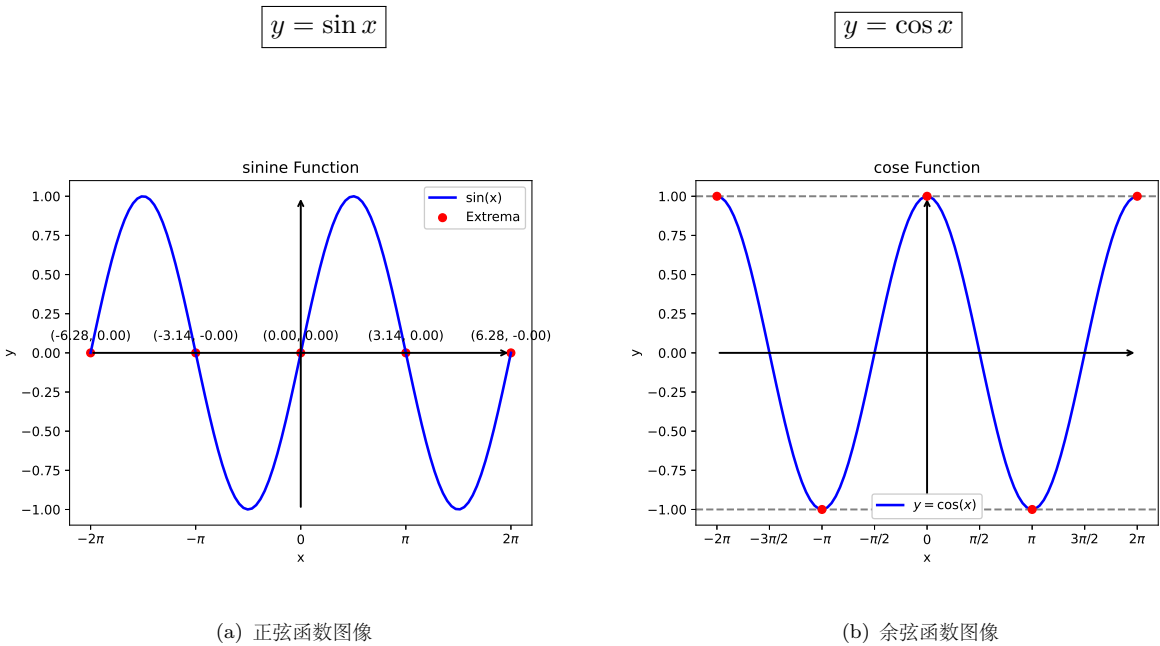 y = sin x
y = cos x
sinine Function
sin(x)
Extrema
1.00
0.75
0.50
0.25
0.00
−0.25
−0.50
−0.75
−1.00
y
(-6.28, 0.00)
(-3.14, -0.00)
(0.00, 0.00)
(3.14, 0.00)
(6.28, -0.00)
−2π
−π
0
π
2π
x
(a) 正弦函数图像
cose Function
1.00
0.75
0.50
0.25
0.00
−0.25
−0.50
−0.75
−1.00
y
y = cos(x)
−2π
−3π/2
−π
−π/2
0
π/2
π
3π/2
2π
x
(b) 余弦函数图像